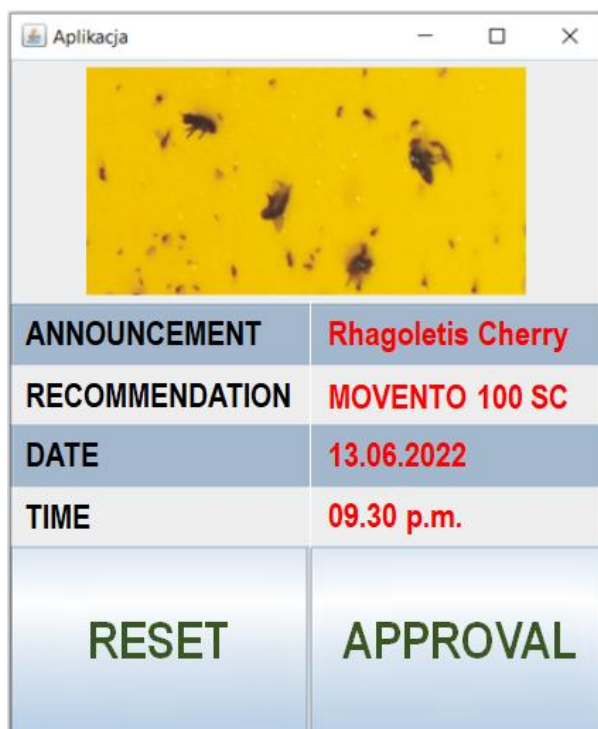 Aplikacja
ANNOUNCEMENT Rhagoletis Cherry
RECOMMENDATION MOVENTO 100 SC
DATE 13.06.2022
TIME 09.30 p.m.
RESET APPROVAL